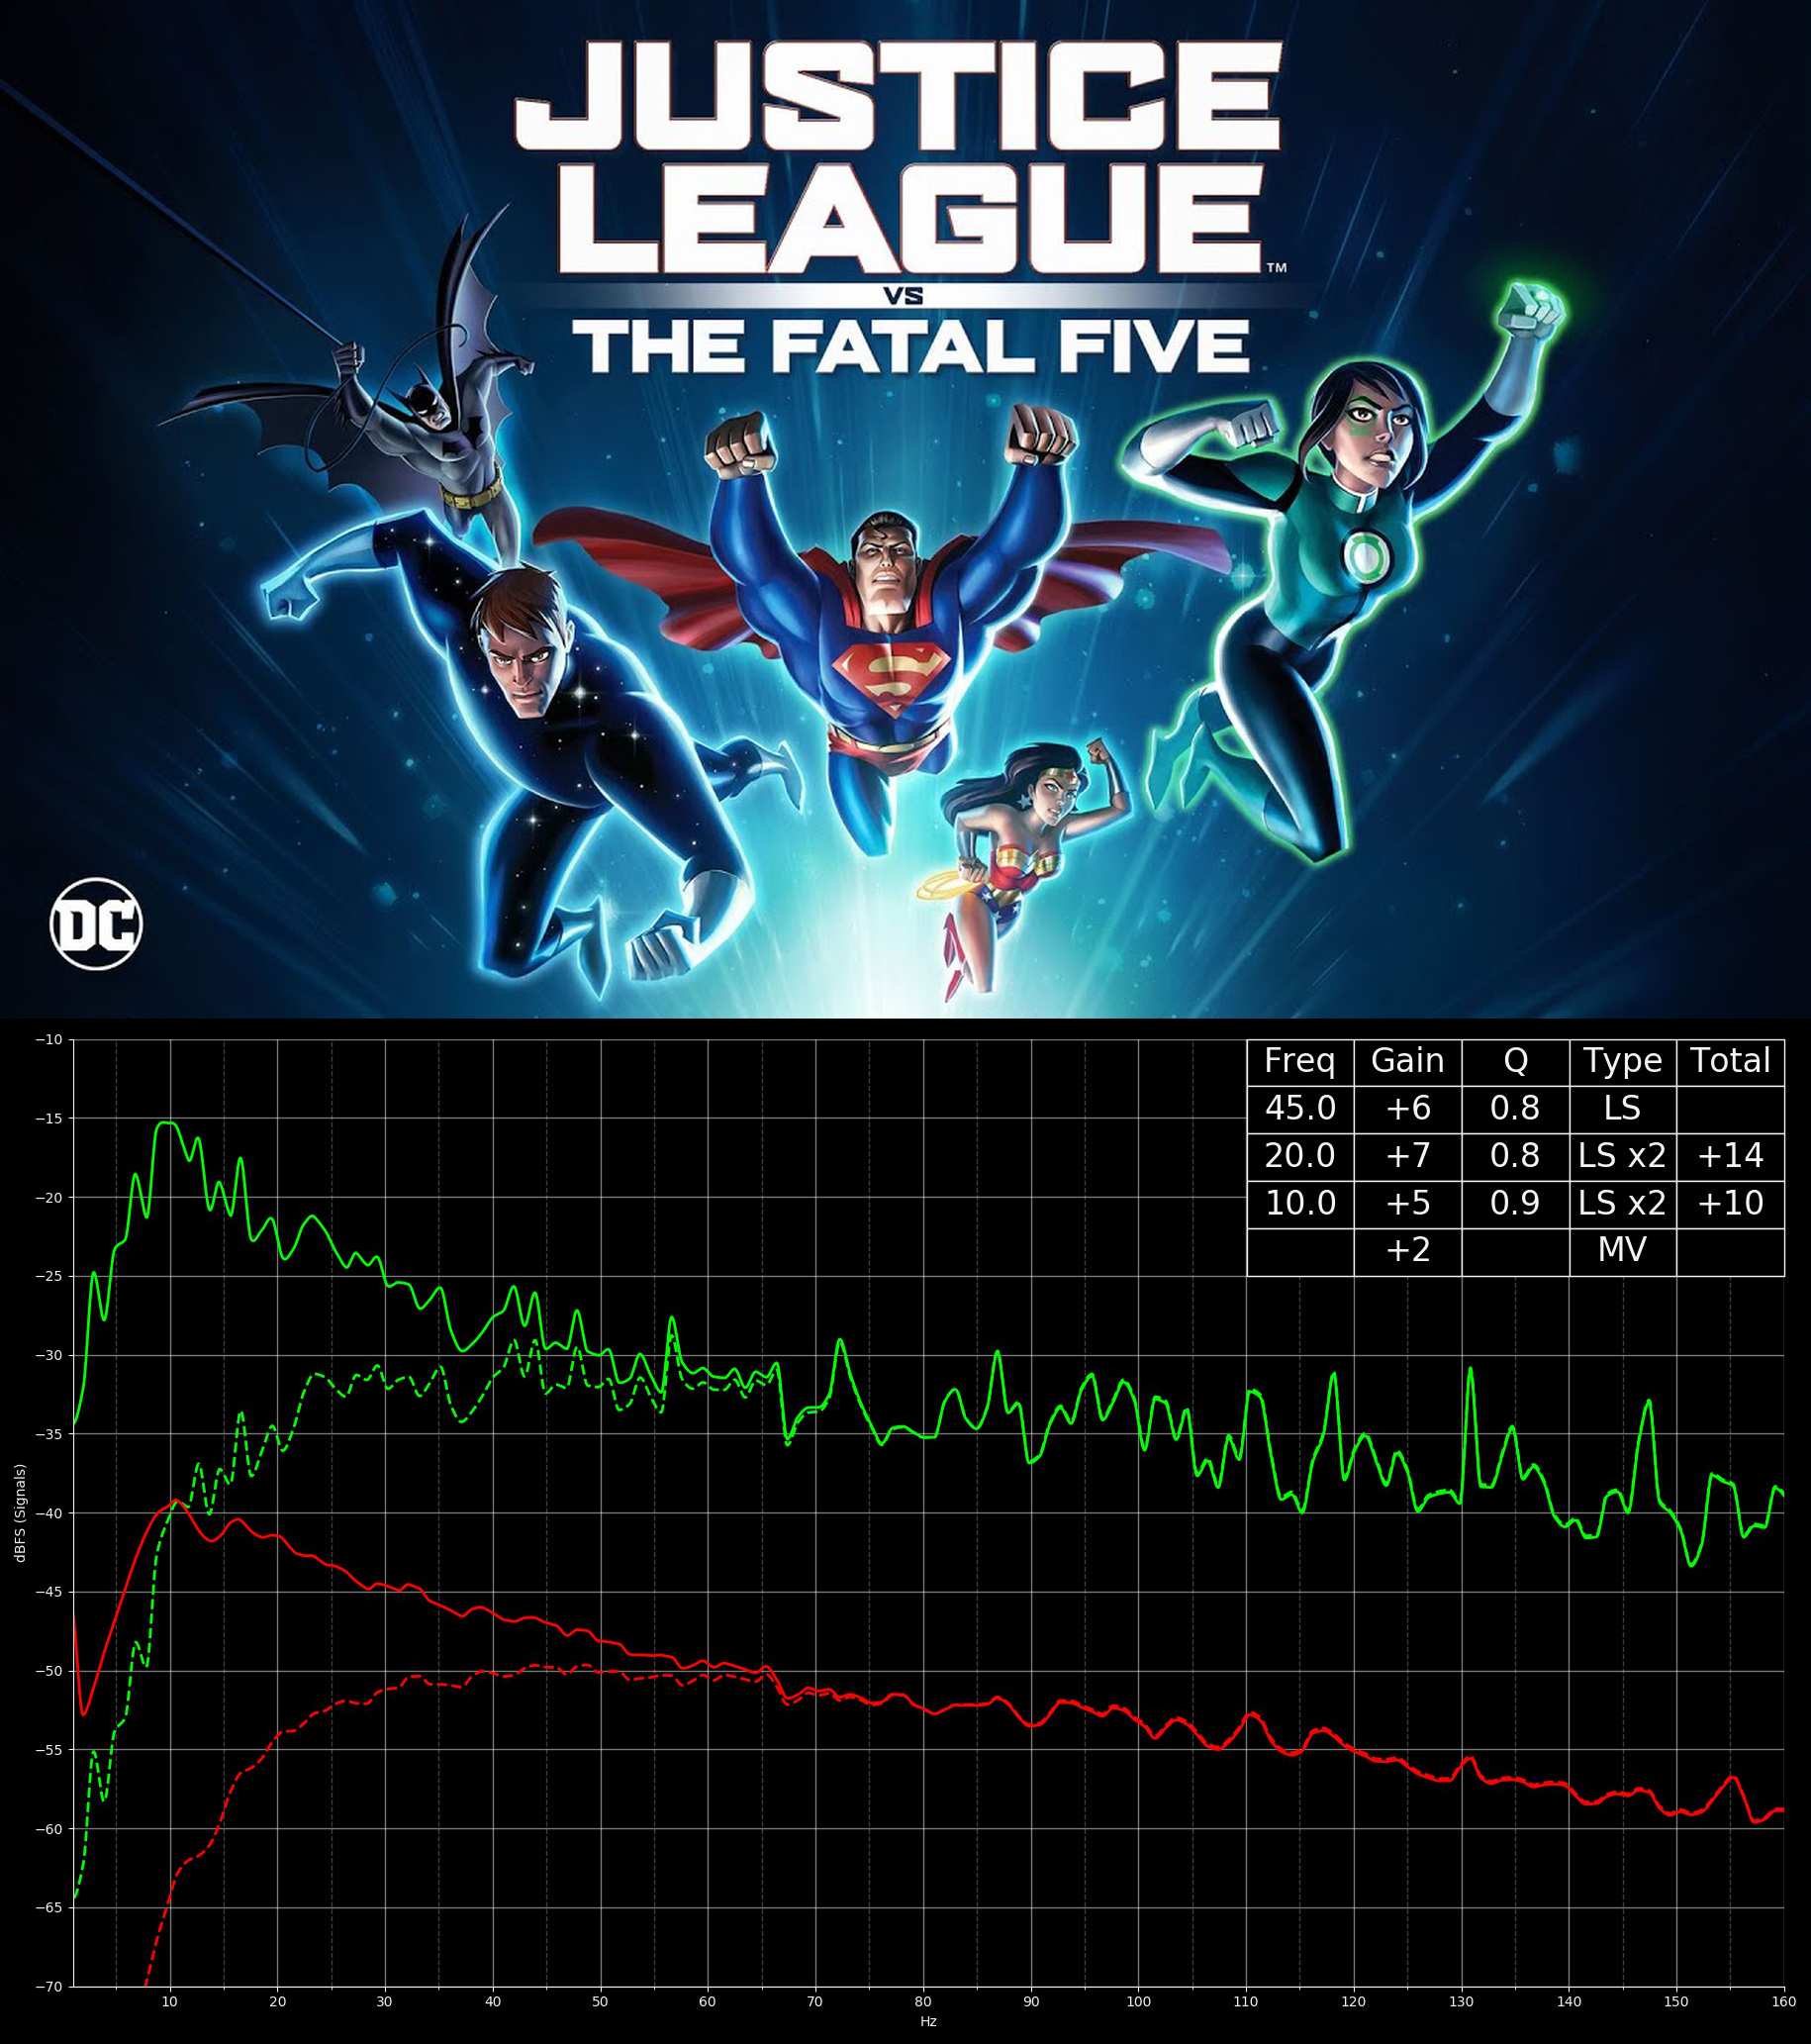 JUSTICE
LEAGUE™
VS
THE FATAL FIVE
DC
Freq Gain Q Type Total
45.0 +6 0.8 LS
20.0 +7 0.8 LS x2 +14
10.0 +5 0.9 LS x2 +10
+2 MV
−10
−15
−20
−25
−30
−35
−40
−45
−50
−55
−60
−65
−70
dBFS (Signals)
10 20 30 40 50 60 70 80 90 100 110 120 130 140 150 160
Hz